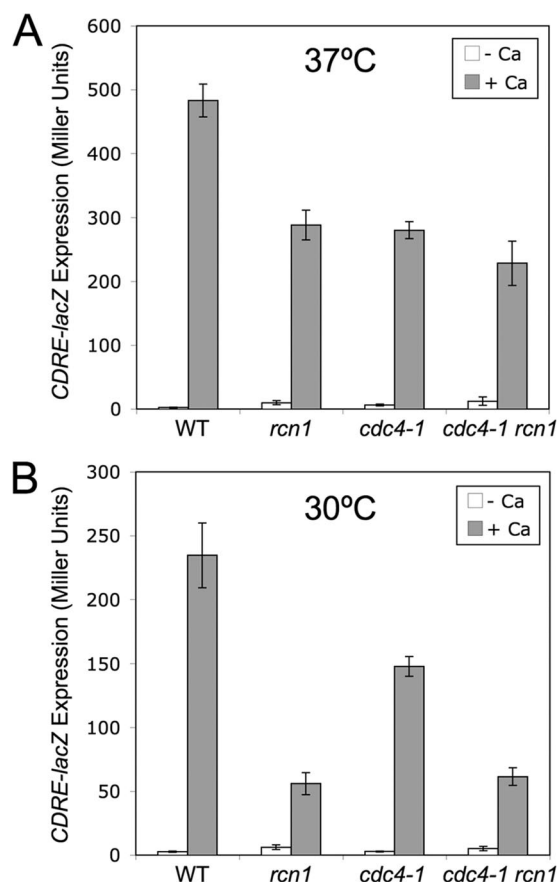 A
37ºC
- Ca
+ Ca
CDRE-lacZ Expression (Miller Units)
600
500
400
300
200
100
0
WT rcn1 cdc4-1 cdc4-1 rcn1
B
30ºC
- Ca
+ Ca
CDRE-lacZ Expression (Miller Units)
300
250
200
150
100
50
0
WT rcn1 cdc4-1 cdc4-1 rcn1